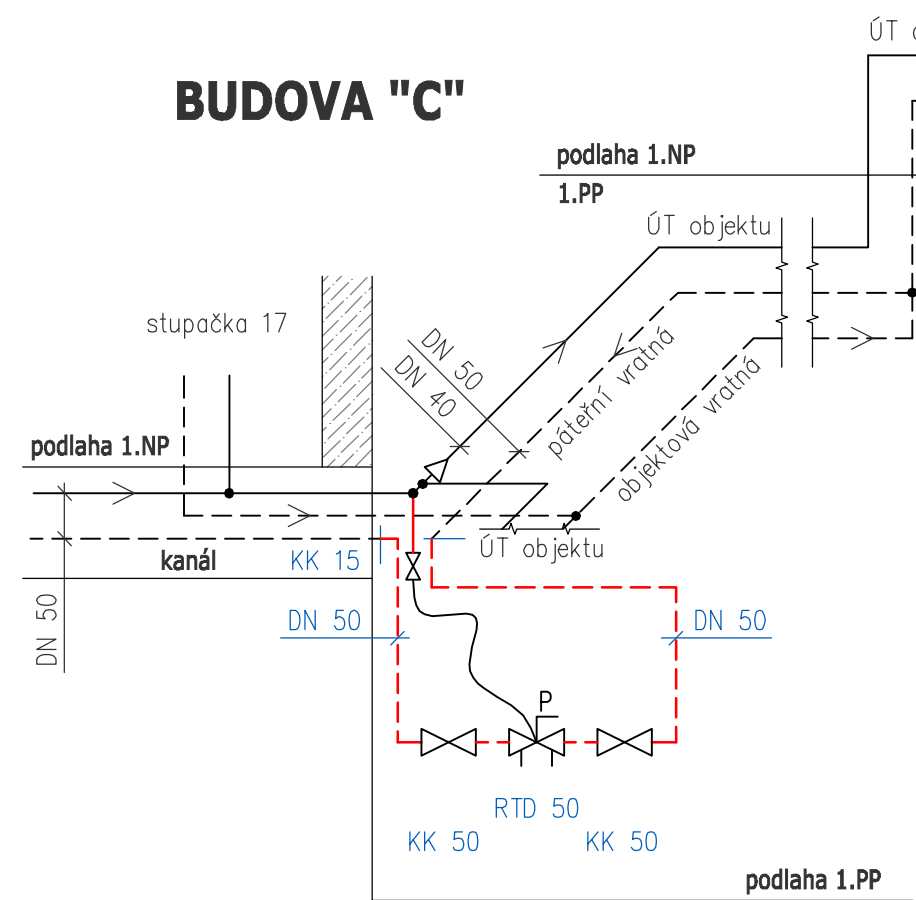 ÚT
BUDOVA "C"
podlaha 1.NP
1.PP
ÚT objektu
stupačka 17
DN 50
DN 40
páteřní vratná
objektová vratná
podlaha 1.NP
ÚT objektu
kanál
KK 15
DN 50
DN 50
DN 50
P
RTD 50
KK 50
KK 50
podlaha 1.PP